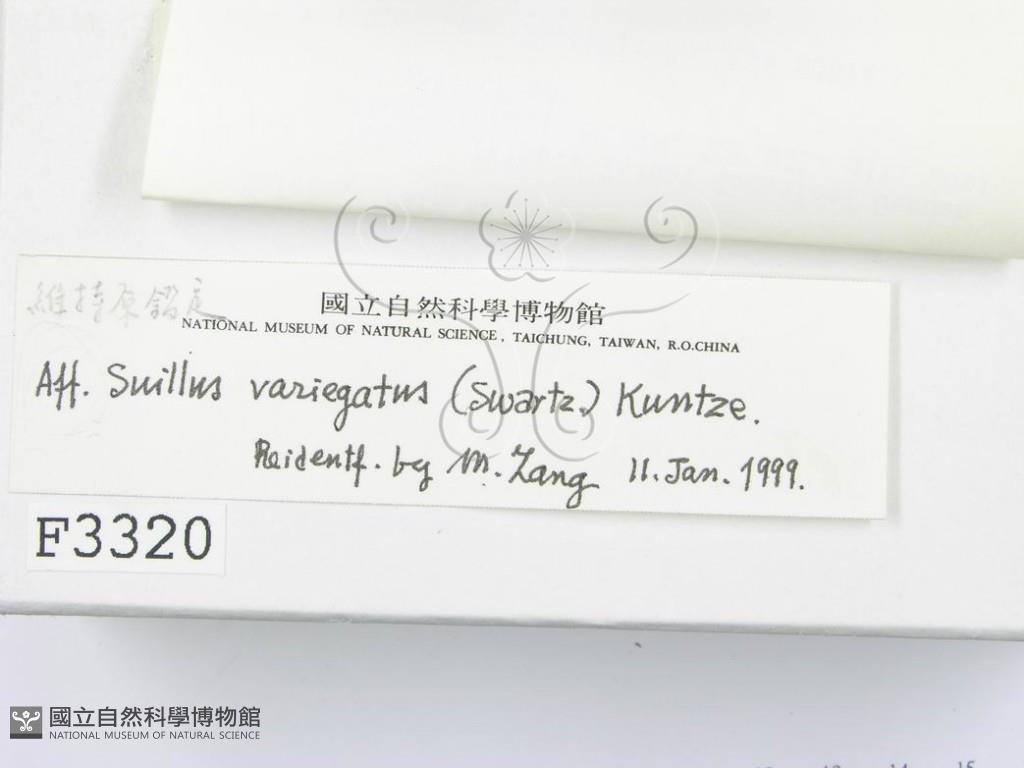 維持原鑑定
國立自然科學博物館
NATIONAL MUSEUM OF NATURAL SCIENCE, TAICHUNG, TAIWAN, R.O.CHINA
Aff. Suillus variegatus (Swartz.) Kuntze.
Reidentf. by M. Zang 11. Jan. 1999.
F3320
國立自然科學博物館
NATIONAL MUSEUM OF NATURAL SCIENCE